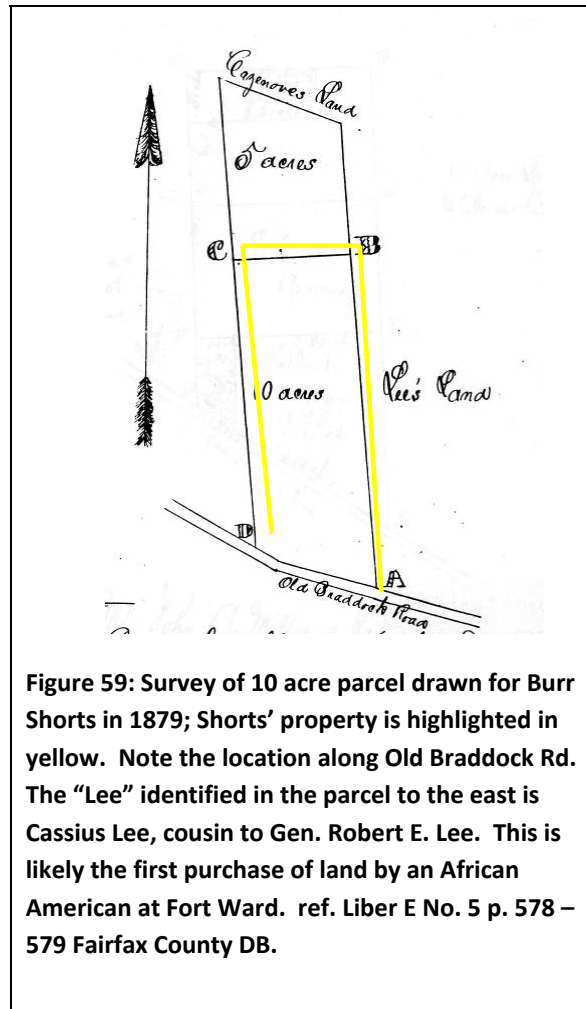 Cazenoves Land
5 acres
C
B
10 acres
Lee's Land
D
A
Old Braddock Road
Figure 59: Survey of 10 acre parcel drawn for Burr
Shorts in 1879; Shorts’ property is highlighted in
yellow.  Note the location along Old Braddock Rd.
The “Lee” identified in the parcel to the east is
Cassius Lee, cousin to Gen. Robert E. Lee.  This is
likely the first purchase of land by an African
American at Fort Ward.  ref. Liber E No. 5 p. 578 –
579 Fairfax County DB.